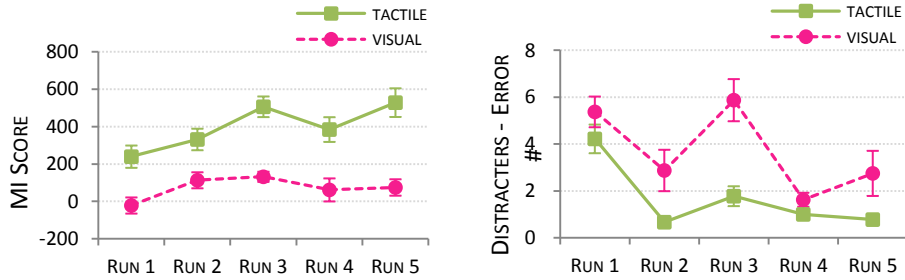 TACTILE
VISUAL
MI SCORE
800
600
400
200
0
-200
RUN 1 RUN 2 RUN 3 RUN 4 RUN 5
TACTILE
VISUAL
DISTRACTERS - ERROR
#
8
6
4
2
0
RUN 1 RUN 2 RUN 3 RUN 4 RUN 5